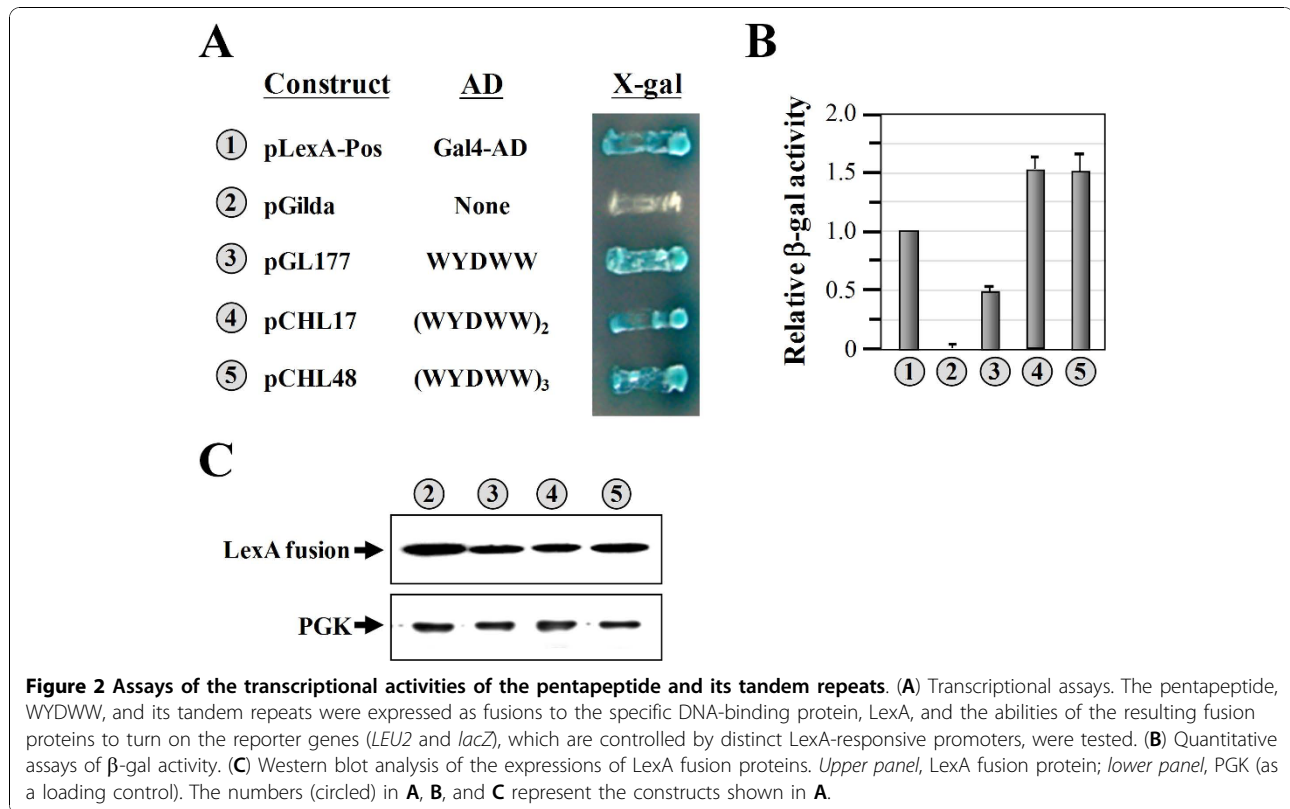 A
Construct AD X-gal
1 pLexA-Pos Gal4-AD
2 pGilda None
3 pGL177 WYDWW
4 pCHL17 (WYDWW)2
5 pCHL48 (WYDWW)3
B
Relative β-gal activity
2.0
1.5
1.0
0.5
0
1 2 3 4 5
C
2 3 4 5
LexA fusion
PGK
Figure 2 Assays of the transcriptional activities of the pentapeptide and its tandem repeats. (A) Transcriptional assays. The pentapeptide,
WYDWW, and its tandem repeats were expressed as fusions to the specific DNA-binding protein, LexA, and the abilities of the resulting fusion
proteins to turn on the reporter genes (LEU2 and lacZ), which are controlled by distinct LexA-responsive promoters, were tested. (B) Quantitative
assays of β-gal activity. (C) Western blot analysis of the expressions of LexA fusion proteins. Upper panel, LexA fusion protein; lower panel, PGK (as
a loading control). The numbers (circled) in A, B, and C represent the constructs shown in A.